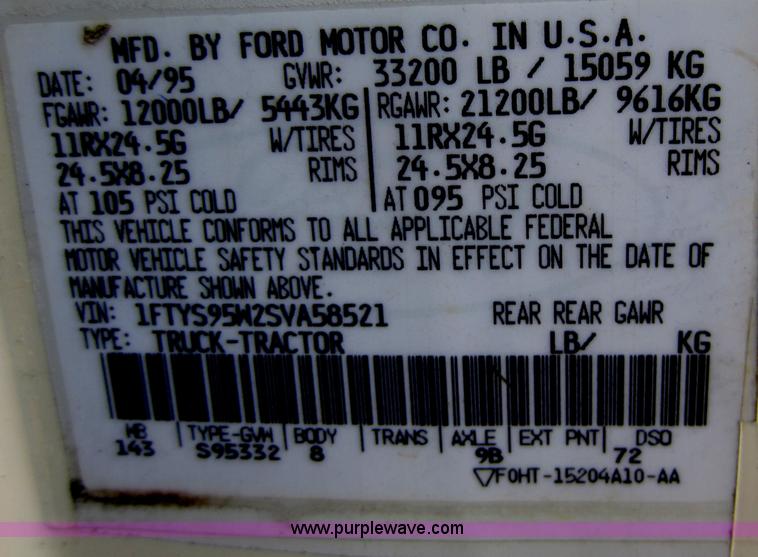 MFD. BY FORD MOTOR CO. IN U.S.A.
DATE: 04/95 GVWR: 33200 LB / 15059 KG
FGAWR: 12000LB/ 5443KG RGAWR: 21200LB/ 9616KG
11RX24.5G W/TIRES 11RX24.5G W/TIRES
24.5X8.25 RIMS 24.5X8.25 RIMS
AT 105 PSI COLD AT 095 PSI COLD
THIS VEHICLE CONFORMS TO ALL APPLICABLE FEDERAL
MOTOR VEHICLE SAFETY STANDARDS IN EFFECT ON THE DATE OF
MANUFACTURE SHOWN ABOVE.
VIN: 1FTYS95W2SVA58521 REAR REAR GAWR
TYPE: TRUCK-TRACTOR LB/ KG
WB TYPE-GVW BODY TRANS AXLE EXT PNT DSO
143 S95332 8 9B 72
F0HT-15204A10-AA
www.purplewave.com